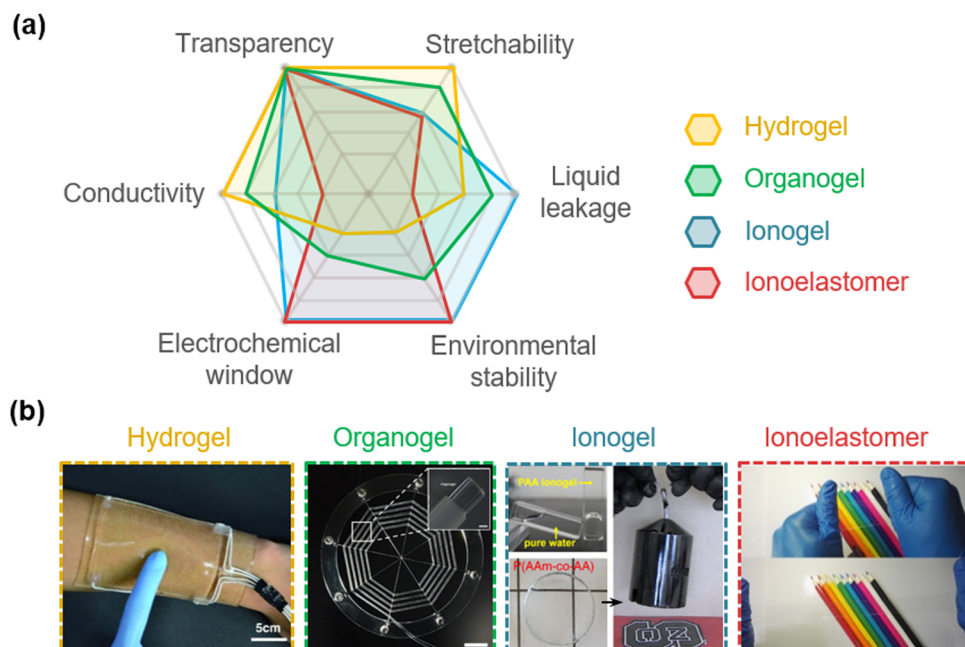 (a)
Transparency
Stretchability
Conductivity
Liquid
leakage
Electrochemical
window
Environmental
stability
Hydrogel
Organogel
Ionogel
Ionoelastomer
(b)
Hydrogel
Organogel
Ionogel
Ionoelastomer
5cm
PAA Ionogel
pure water
P(AAm-co-AA)